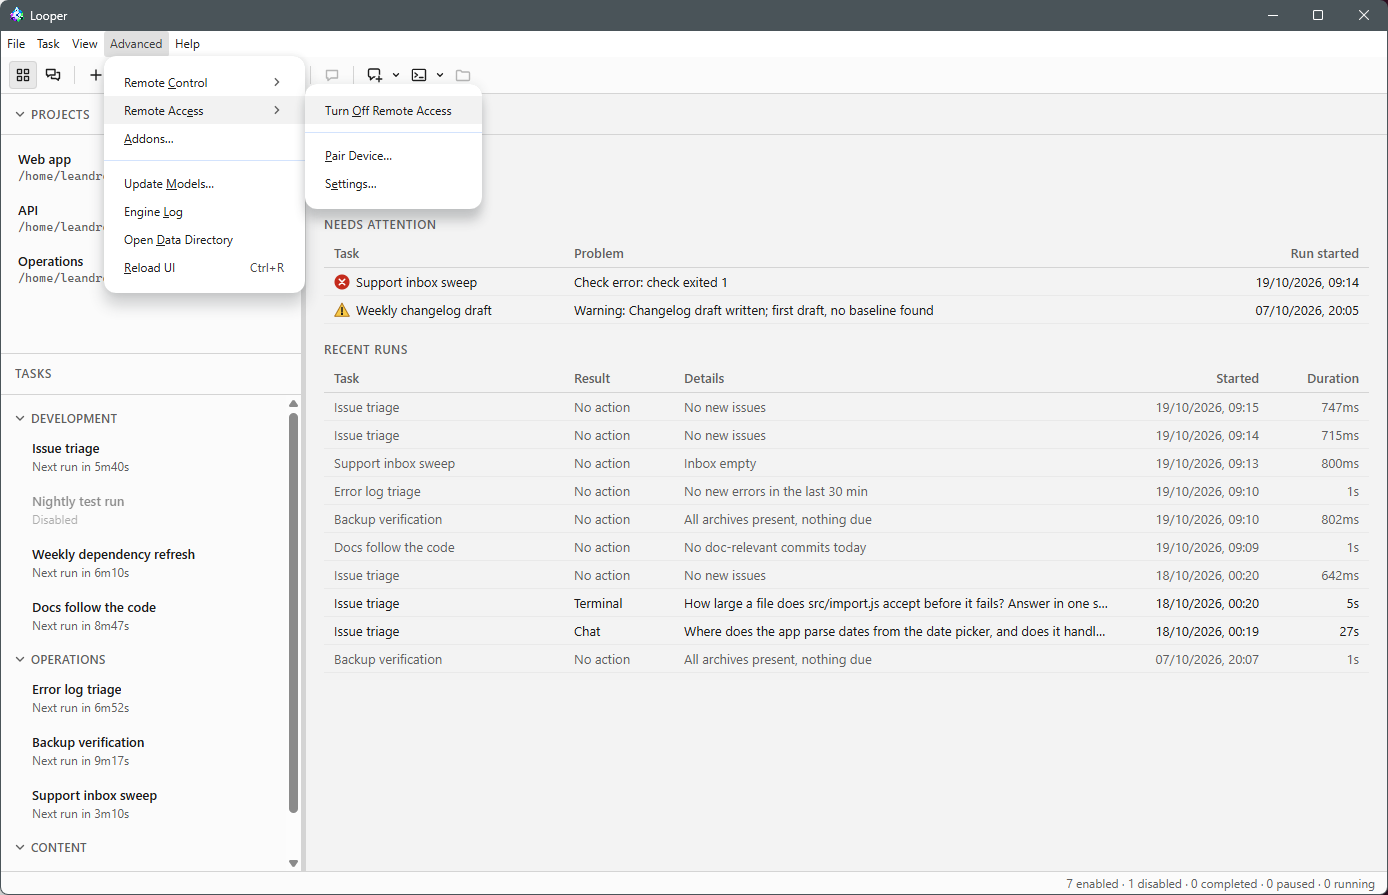 Looper
File Task View Advanced Help
Remote Control
Remote Access
Addons...
Update Models...
Engine Log
Open Data Directory
Reload UI Ctrl+R
Turn Off Remote Access
Pair Device...
Settings...
PROJECTS
Web app
/home/leandr
API
/home/leandr
Operations
/home/leandr
TASKS
DEVELOPMENT
Issue triage
Next run in 5m40s
Nightly test run
Disabled
Weekly dependency refresh
Next run in 6m10s
Docs follow the code
Next run in 8m47s
OPERATIONS
Error log triage
Next run in 6m52s
Backup verification
Next run in 9m17s
Support inbox sweep
Next run in 3m10s
CONTENT
NEEDS ATTENTION
Task Problem Run started
Support inbox sweep Check error: check exited 1 19/10/2026, 09:14
Weekly changelog draft Warning: Changelog draft written; first draft, no baseline found 07/10/2026, 20:05
RECENT RUNS
Task Result Details Started Duration
Issue triage No action No new issues 19/10/2026, 09:15 747ms
Issue triage No action No new issues 19/10/2026, 09:14 715ms
Support inbox sweep No action Inbox empty 19/10/2026, 09:13 800ms
Error log triage No action No new errors in the last 30 min 19/10/2026, 09:10 1s
Backup verification No action All archives present, nothing due 19/10/2026, 09:10 802ms
Docs follow the code No action No doc-relevant commits today 19/10/2026, 09:09 1s
Issue triage No action No new issues 18/10/2026, 00:20 642ms
Issue triage Terminal How large a file does src/import.js accept before it fails? Answer in one s... 18/10/2026, 00:20 5s
Issue triage Chat Where does the app parse dates from the date picker, and does it handl... 18/10/2026, 00:19 27s
Backup verification No action All archives present, nothing due 07/10/2026, 20:07 1s
7 enabled · 1 disabled · 0 completed · 0 paused · 0 running